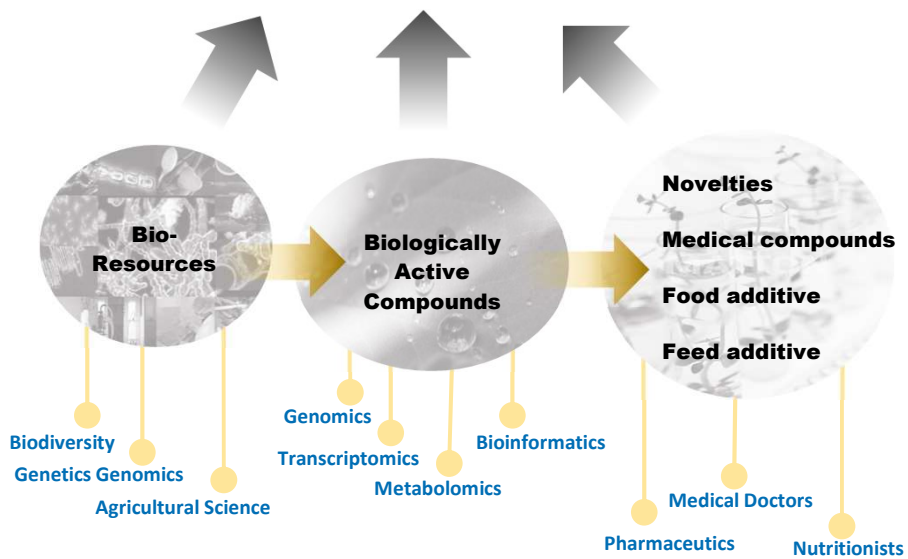 Bio-
Resources
Biologically
Active
Compounds
Novelties
Medical compounds
Food additive
Feed additive
Biodiversity
Genetics Genomics
Agricultural Science
Genomics
Transcriptomics
Metabolomics
Bioinformatics
Pharmaceutics
Medical Doctors
Nutritionists